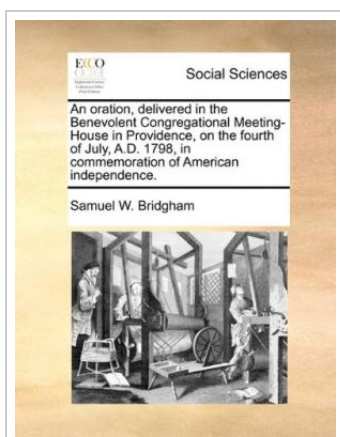 ECCO
Social Sciences
An oration, delivered in the
Benevolent Congregational Meeting-
House in Providence, on the fourth
of July, A.D. 1798, in
commemoration of American
independence.
Samuel W. Bridgham